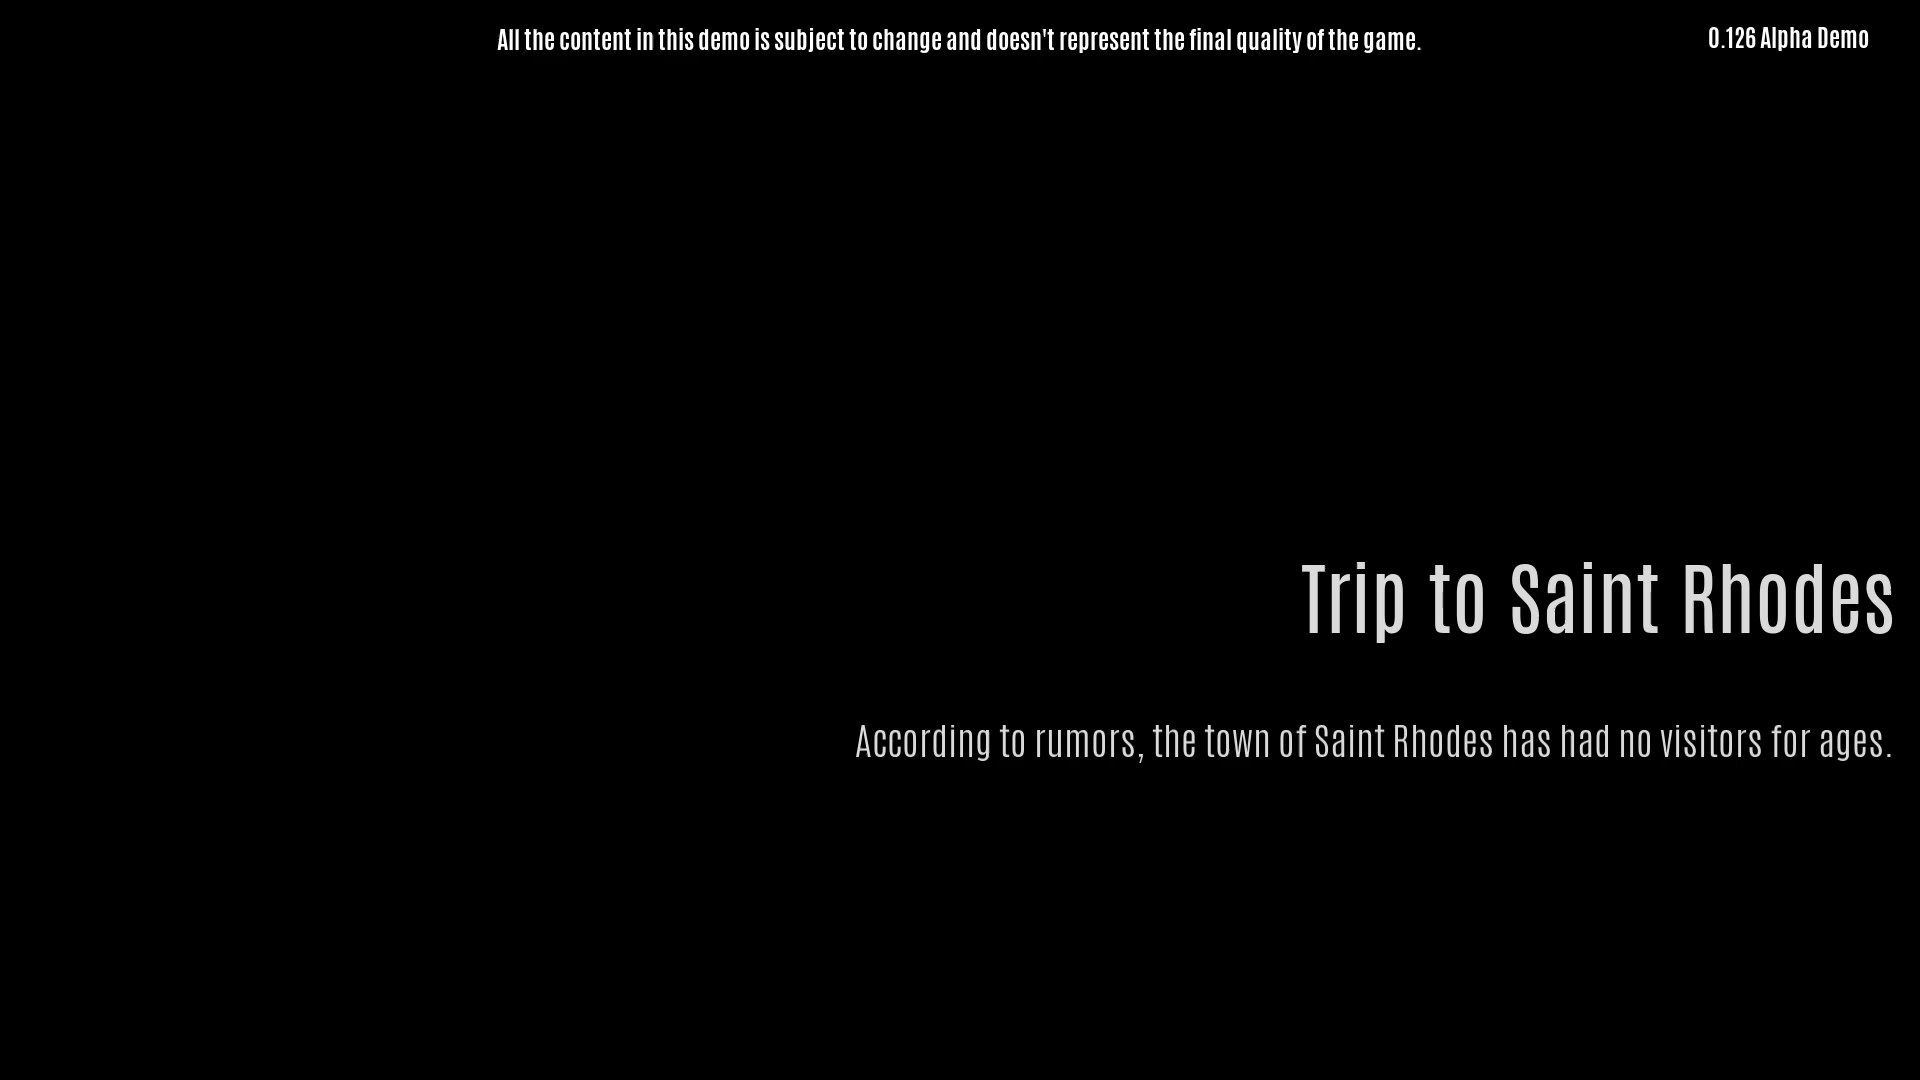 All the content in this demo is subject to change and doesn't represent the final quality of the game.
0.126 Alpha Demo
Trip to Saint Rhodes
According to rumors, the town of Saint Rhodes has had no visitors for ages.